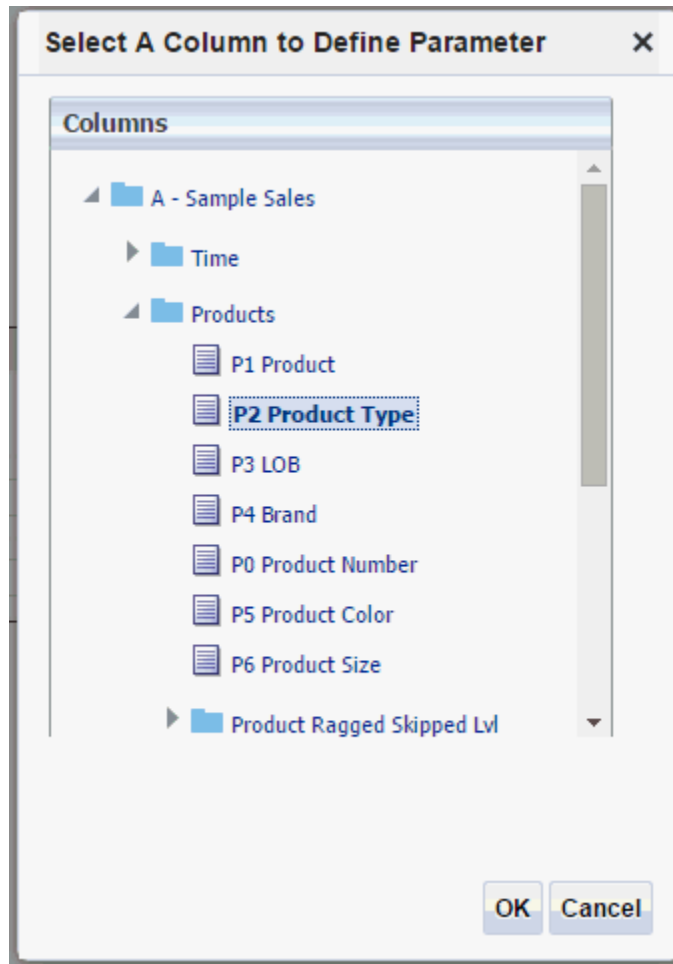 Select A Column to Define Parameter
Columns
A - Sample Sales
Time
Products
P1 Product
P2 Product Type
P3 LOB
P4 Brand
P0 Product Number
P5 Product Color
P6 Product Size
Product Ragged Skipped Lvl
OK Cancel